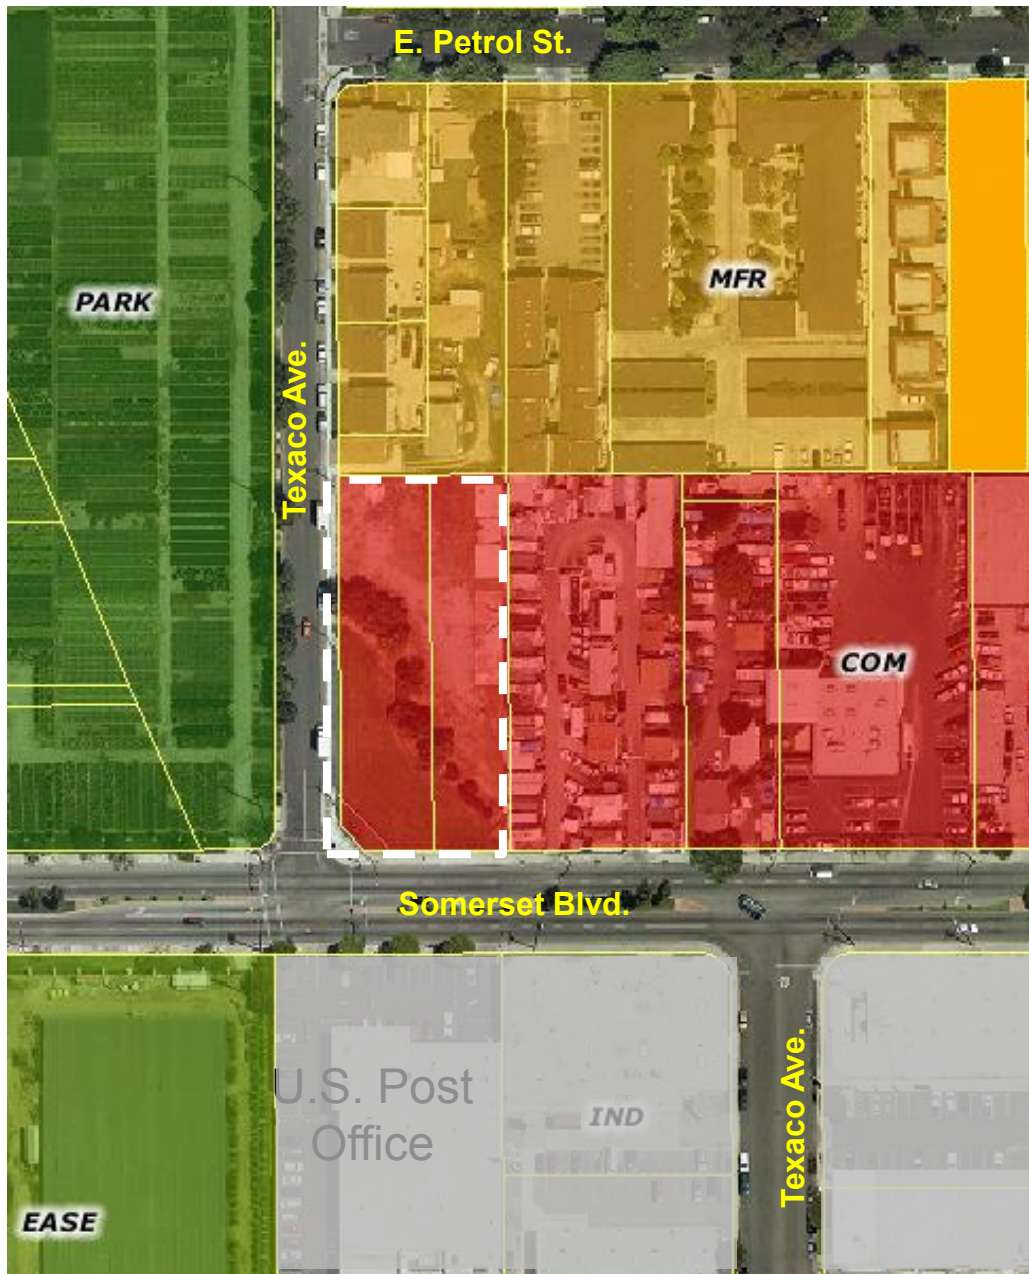 E. Petrol St.
PARK
MFR
Texaco Ave.
COM
Somerset Blvd.
U.S. Post
Office
IND
Texaco Ave.
EASE